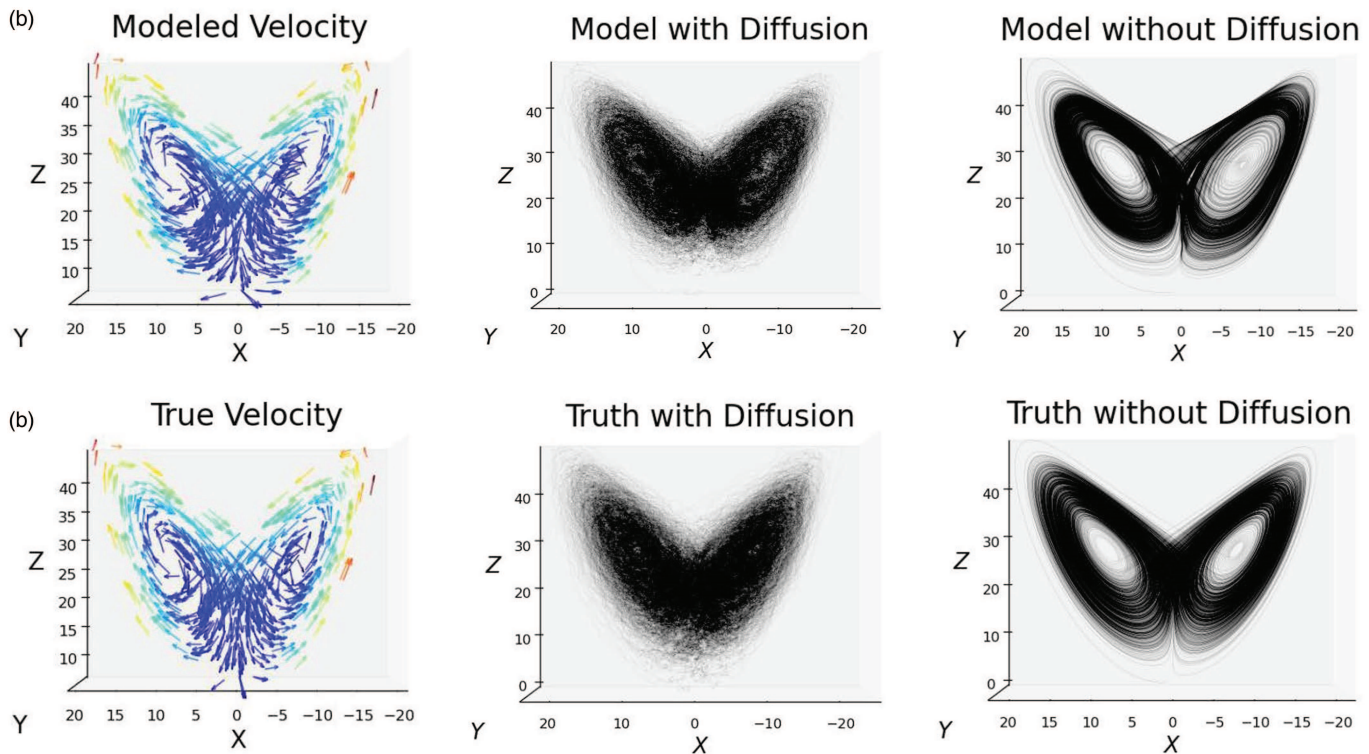 (b)
Modeled Velocity
Model with Diffusion
Model without Diffusion
Z
40
35
30
25
20
15
10
Y
20 15 10 5 0 −5 −10 −15 −20
X
Z
40
30
20
10
0
Y
20 10 0 −10 −20
X
Z
40
30
20
10
0
Y
20 15 10 5 0 −5 −10 −15 −20
X
(b)
True Velocity
Truth with Diffusion
Truth without Diffusion
Z
40
35
30
25
20
15
10
Y
20 15 10 5 0 −5 −10 −15 −20
X
Z
40
30
20
10
0
Y
20 10 0 −10 −20
X
Z
40
30
20
10
0
Y
20 15 10 5 0 −5 −10 −15 −20
X